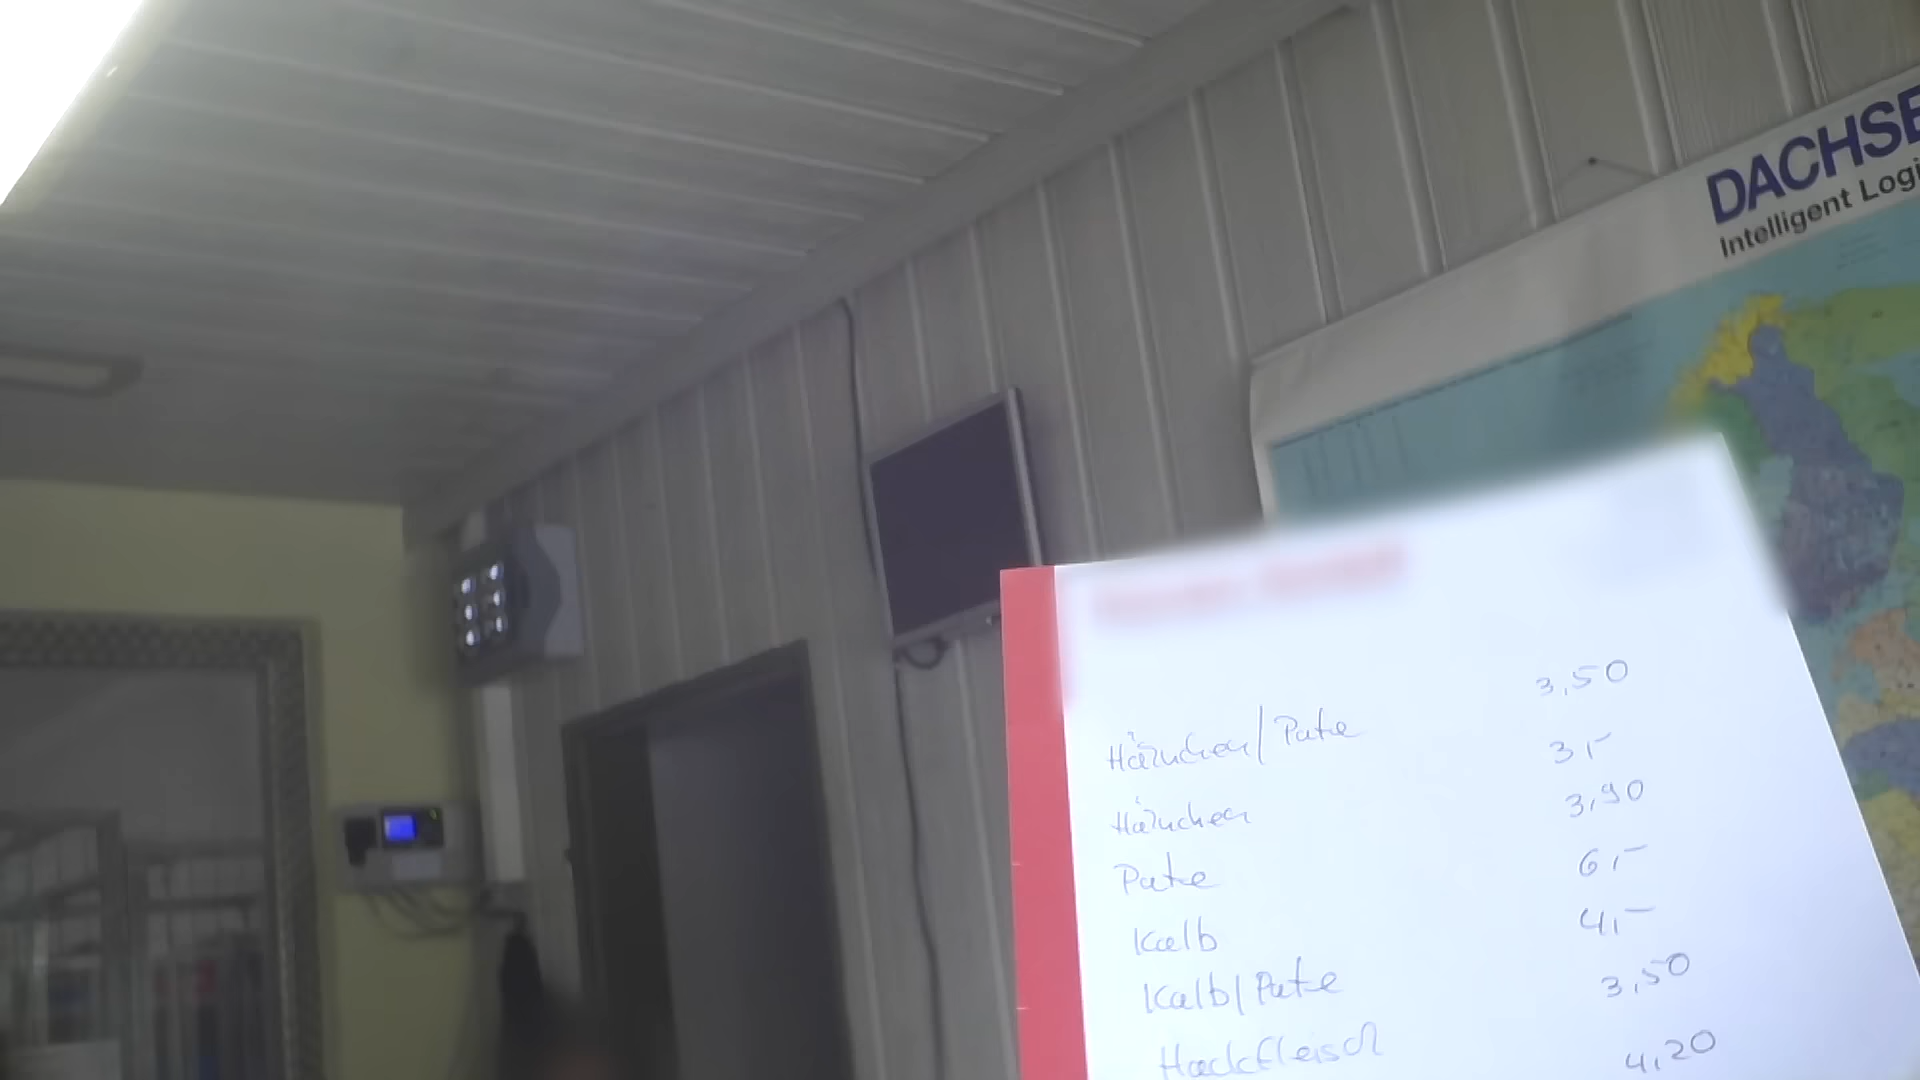 DACHSE
Intelligent Logi
3,50
Hähnchen/Pute
3,-
Hähnchen
3,90
Pute
6,-
Kalb
4,-
Kalb/Pute
3,50
Hackfleisch
4,20